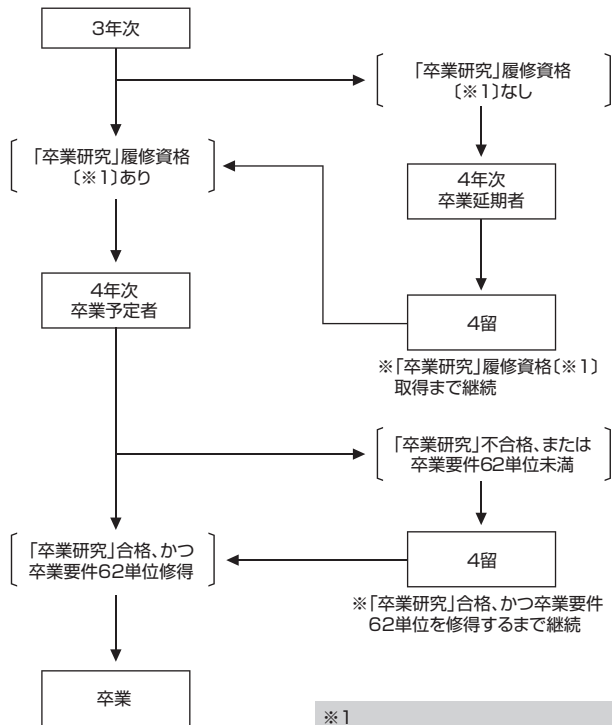 3年次
「卒業研究」履修資格
〔※1〕なし
「卒業研究」履修資格
〔※1〕あり
4年次
卒業延期者
4年次
卒業予定者
4留
※「卒業研究」履修資格〔※1〕
取得まで継続
「卒業研究」不合格、または
卒業要件62単位未満
「卒業研究」合格、かつ
卒業要件62単位修得
4留
※「卒業研究」合格、かつ卒業要件
62単位を修得するまで継続
卒業
※1